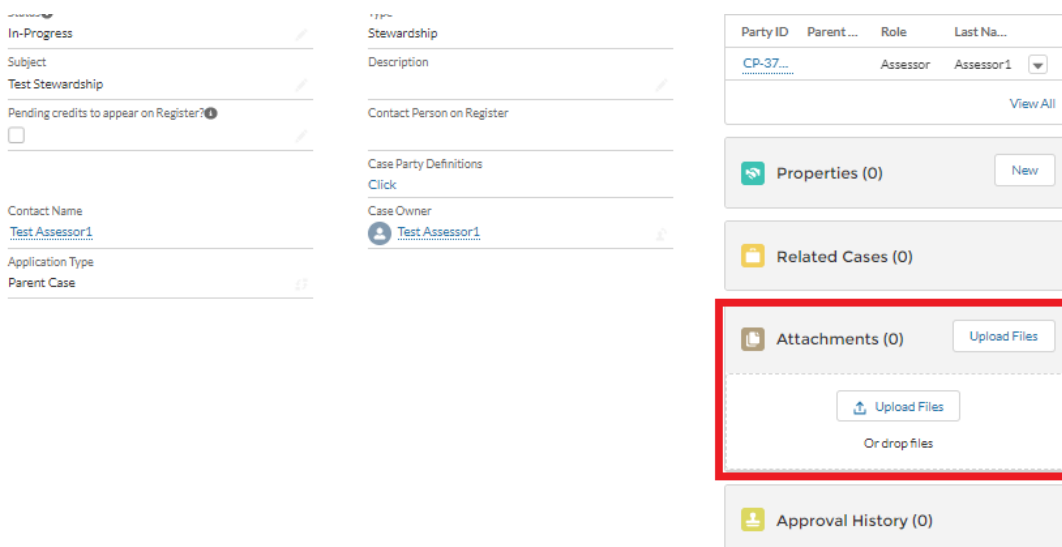 Status
Type
In-Progress
Stewardship
Subject
Description
Test Stewardship
Pending credits to appear on Register?
Contact Person on Register
Case Party Definitions
Click
Contact Name
Case Owner
Test Assessor1
Test Assessor1
Application Type
Parent Case
Party ID Parent ... Role Last Na...
CP-37... Assessor Assessor1
View All
Properties (0) New
Related Cases (0)
Attachments (0) Upload Files
Upload Files
Or drop files
Approval History (0)